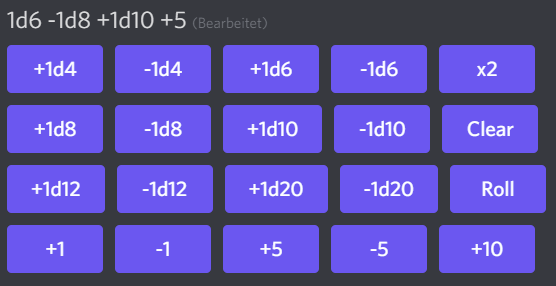 1d6 -1d8 +1d10 +5 (Bearbeitet)
+1d4 -1d4 +1d6 -1d6 x2
+1d8 -1d8 +1d10 -1d10 Clear
+1d12 -1d12 +1d20 -1d20 Roll
+1 -1 +5 -5 +10